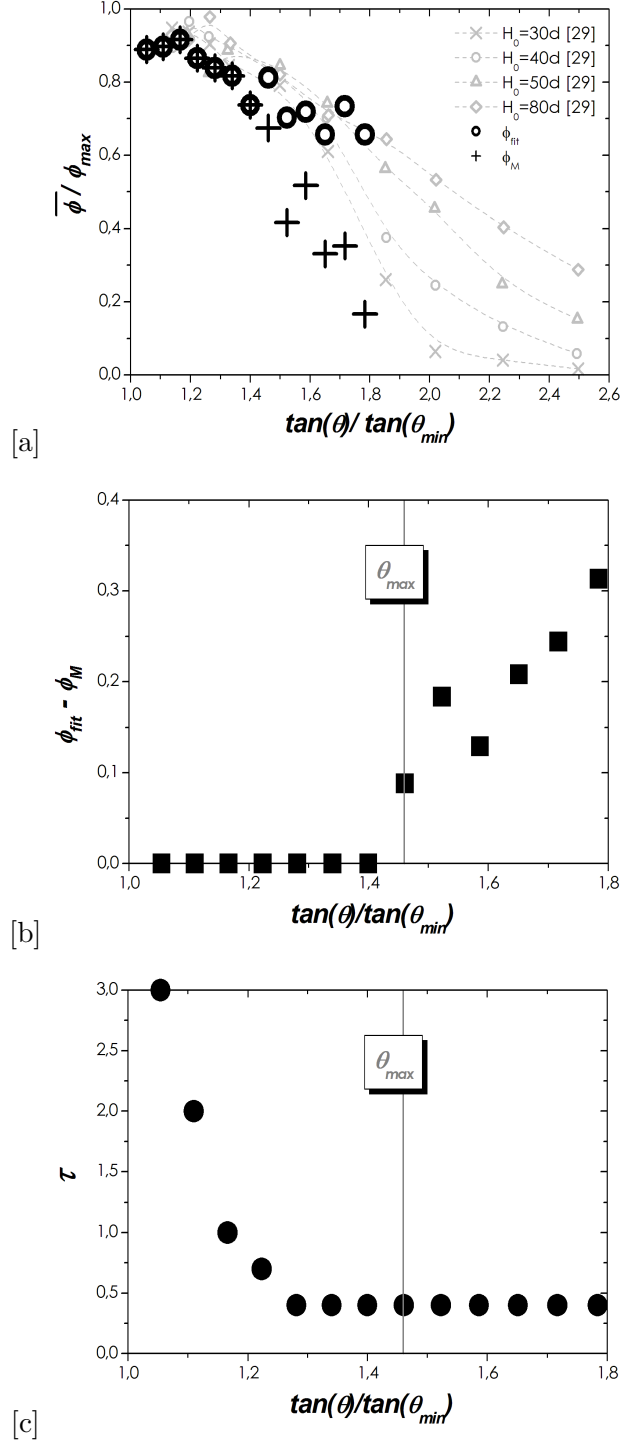 1,0
0,8
0,6
0,4
0,2
0,0
ϕ / ϕmax
H0=30d [29]
H0=40d [29]
H0=50d [29]
H0=80d [29]
ϕfit
ϕM
1,0 1,2 1,4 1,6 1,8 2,0 2,2 2,4 2,6
tan(θ)/ tan(θmin)
[a]
0,4
0,3
0,2
0,1
0,0
ϕfit - ϕM
θmax
1,0 1,2 1,4 1,6 1,8
tan(θ)/tan(θmin)
[b]
3,0
2,5
2,0
1,5
1,0
0,5
0,0
τ
θmax
1,0 1,2 1,4 1,6 1,8
tan(θ)/tan(θmin)
[c]